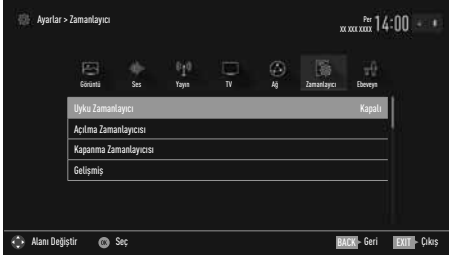 Ayarlar > Zamanlayıcı
Per
xx xxx xxxx 14:00
Görüntü Ses Yayın TV Ağ Zamanlayıcı Ebeveyn
Uyku Zamanlayıcı Kapalı
Açılma Zamanlayıcısı
Kapanma Zamanlayıcısı
Gelişmiş
Alanı Değiştir OK Seç BACK Geri EXIT Çıkış